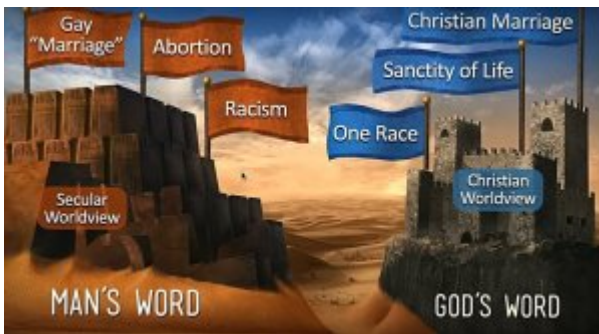 Gay
"Marriage"
Abortion
Racism
Secular
Worldview
MAN'S WORD
Christian Marriage
Sanctity of Life
One Race
Christian
Worldview
GOD'S WORD